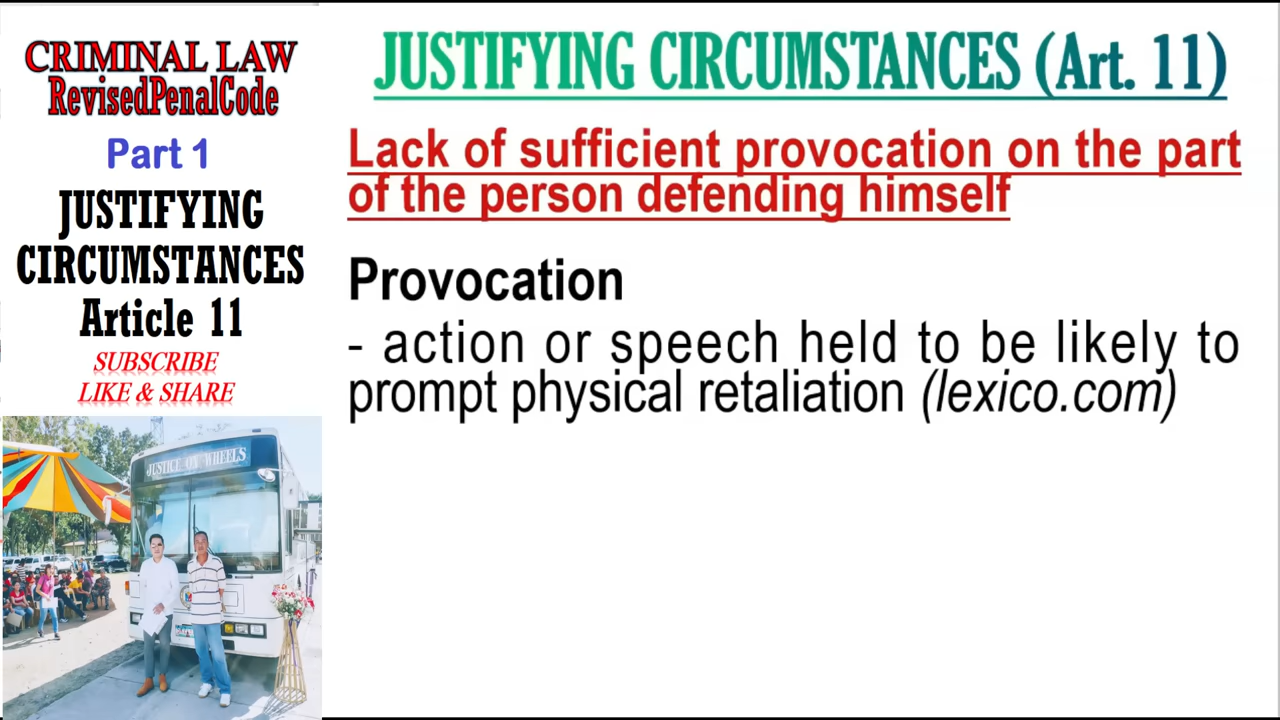 CRIMINAL LAW
RevisedPenalCode
Part 1
JUSTIFYING
CIRCUMSTANCES
Article 11
SUBSCRIBE
LIKE & SHARE
JUSTICE ON WHEELS
JUSTIFYING CIRCUMSTANCES (Art. 11)
Lack of sufficient provocation on the part
of the person defending himself
Provocation
- action or speech held to be likely to
prompt physical retaliation (lexico.com)